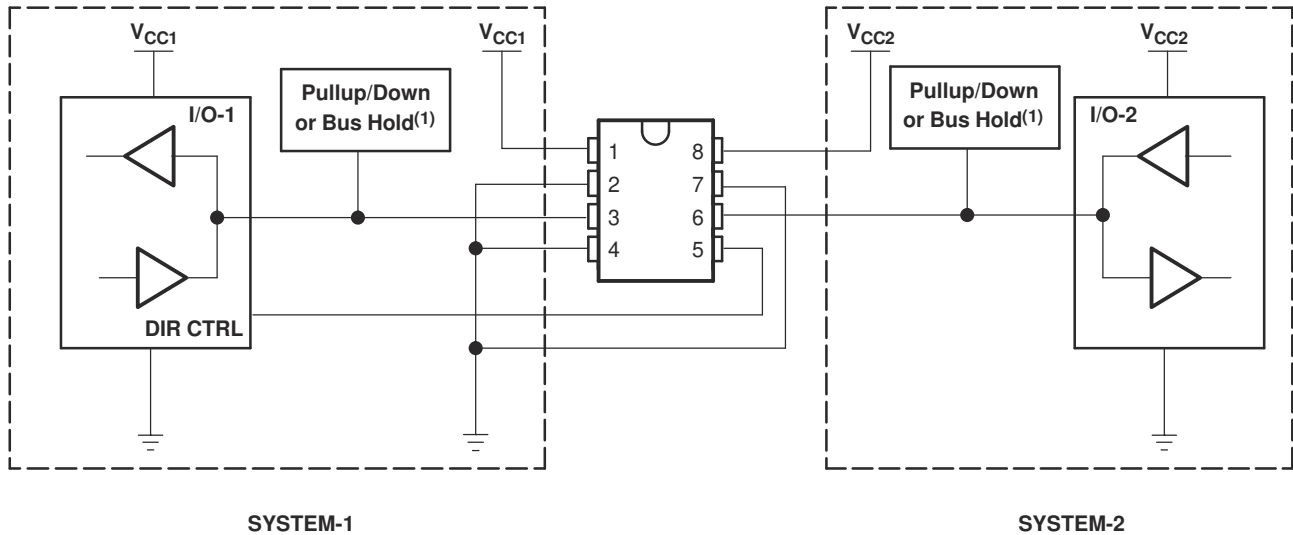 VCC1
VCC1
VCC2
VCC2
Pullup/Down
or Bus Hold(1)
Pullup/Down
or Bus Hold(1)
I/O-1
I/O-2
1
8
2
7
3
6
4
5
DIR CTRL
SYSTEM-1
SYSTEM-2